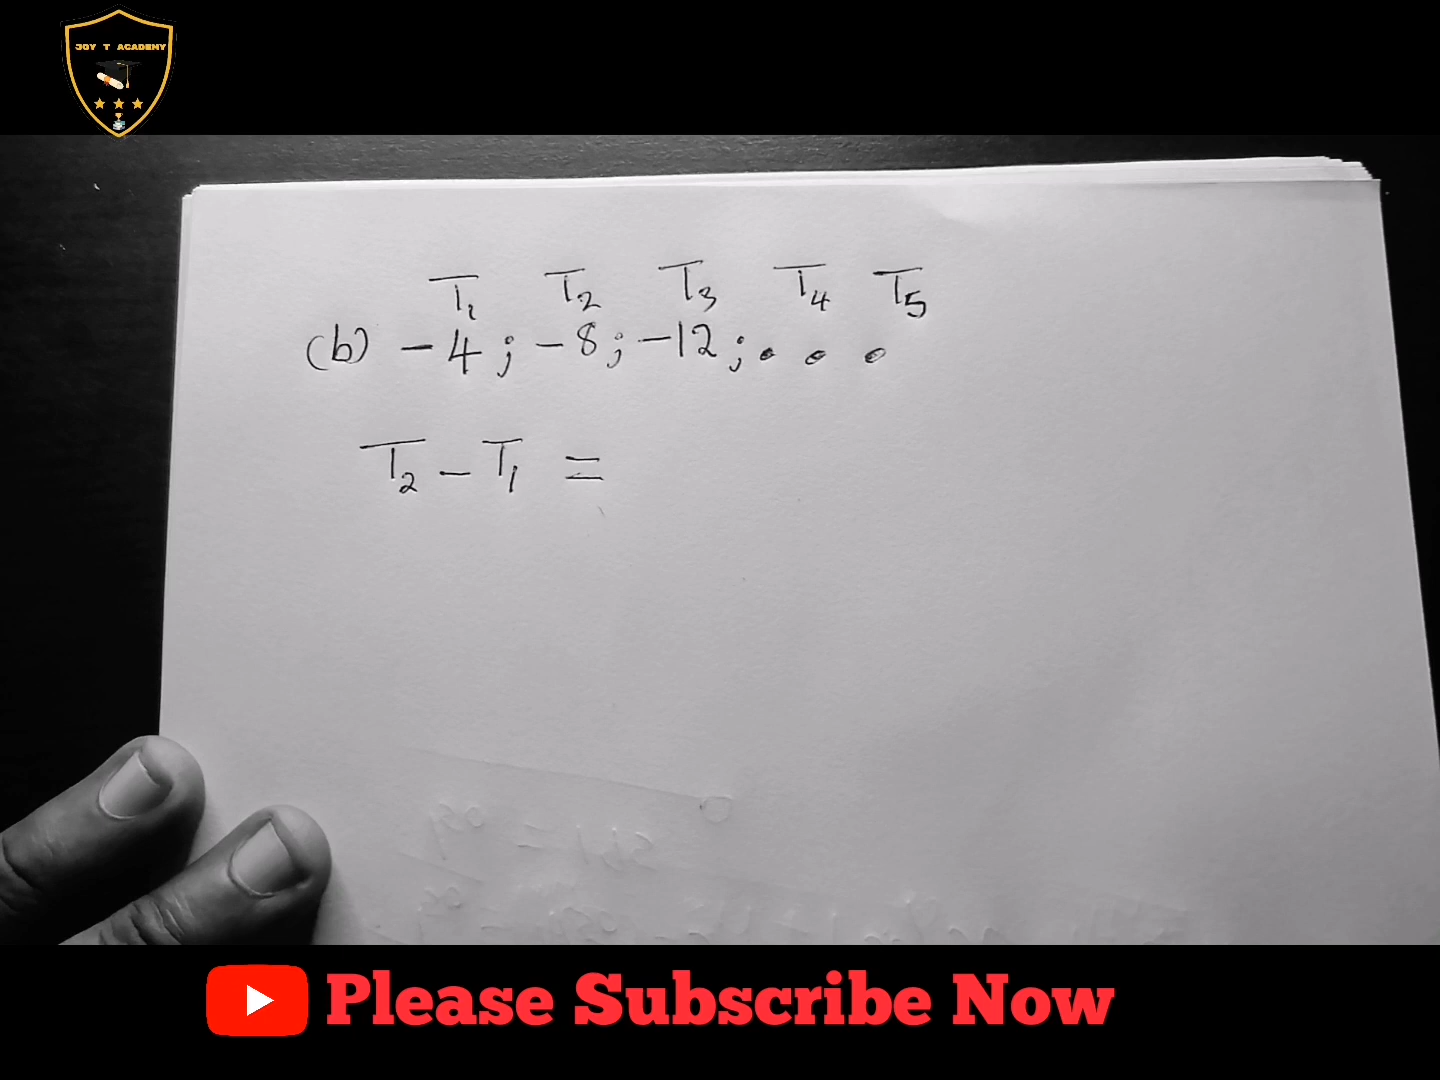 JOY T ACADEMY
T₁ T₂ T₃ T₄ T₅
(b) -4; -8; -12; . . .
T₂ - T₁ =
Please Subscribe Now